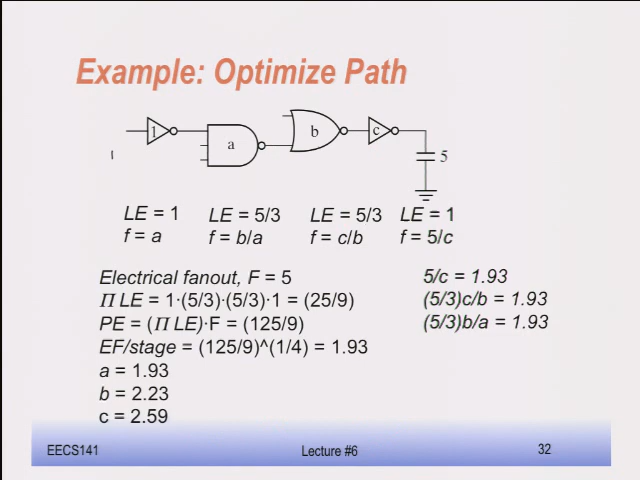 Example: Optimize Path
1
a
b
c
5
LE = 1 LE = 5/3 LE = 5/3 LE = 1
f = a f = b/a f = c/b f = 5/c
Electrical fanout, F = 5
Π LE = 1·(5/3)·(5/3)·1 = (25/9)
PE = (Π LE)·F = (125/9)
EF/stage = (125/9)^(1/4) = 1.93
a = 1.93
b = 2.23
c = 2.59
5/c = 1.93
(5/3)c/b = 1.93
(5/3)b/a = 1.93
EECS141 Lecture #6 32